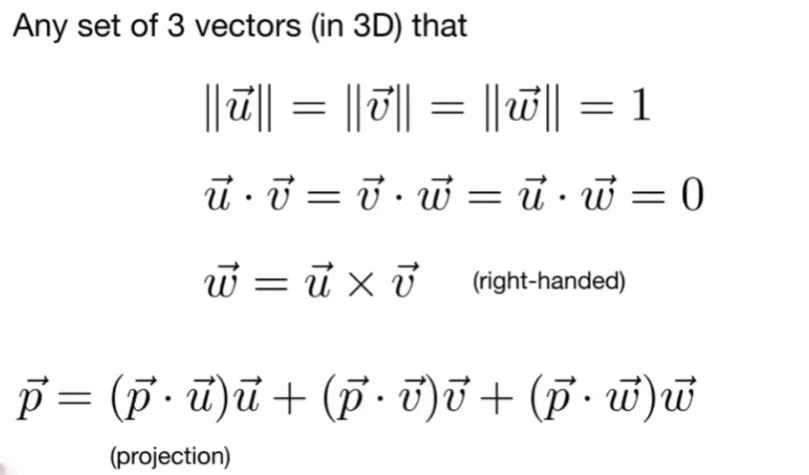 Any set of 3 vectors (in 3D) that
‖u⃗‖ = ‖v⃗‖ = ‖w⃗‖ = 1
u⃗ · v⃗ = v⃗ · w⃗ = u⃗ · w⃗ = 0
w⃗ = u⃗ × v⃗ (right-handed)
p⃗ = (p⃗ · u⃗)u⃗ + (p⃗ · v⃗)v⃗ + (p⃗ · w⃗)w⃗
(projection)